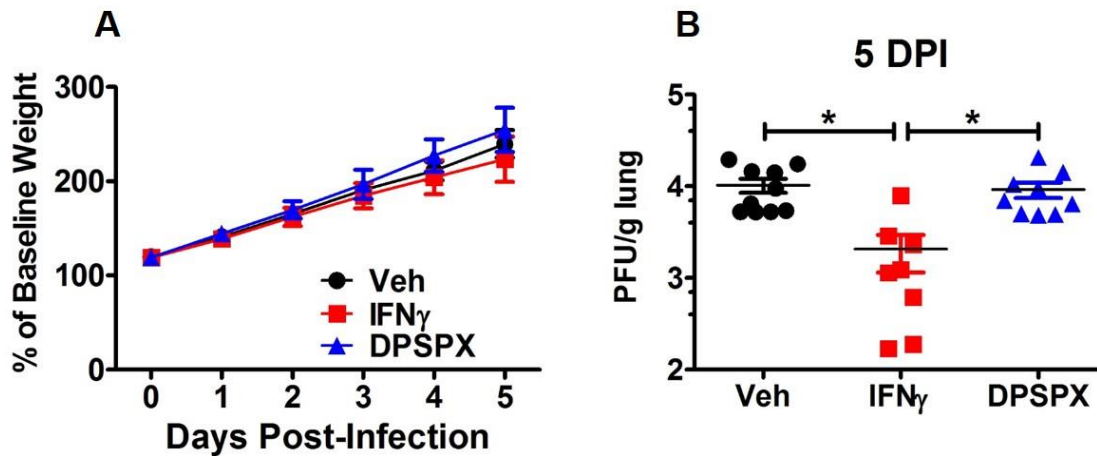 A
% of Baseline Weight
300
200
100
0
0 1 2 3 4 5
Days Post-Infection
Veh
IFNγ
DPSPX
B
5 DPI
PFU/g lung
5
4
3
2
* *
Veh IFNγ DPSPX